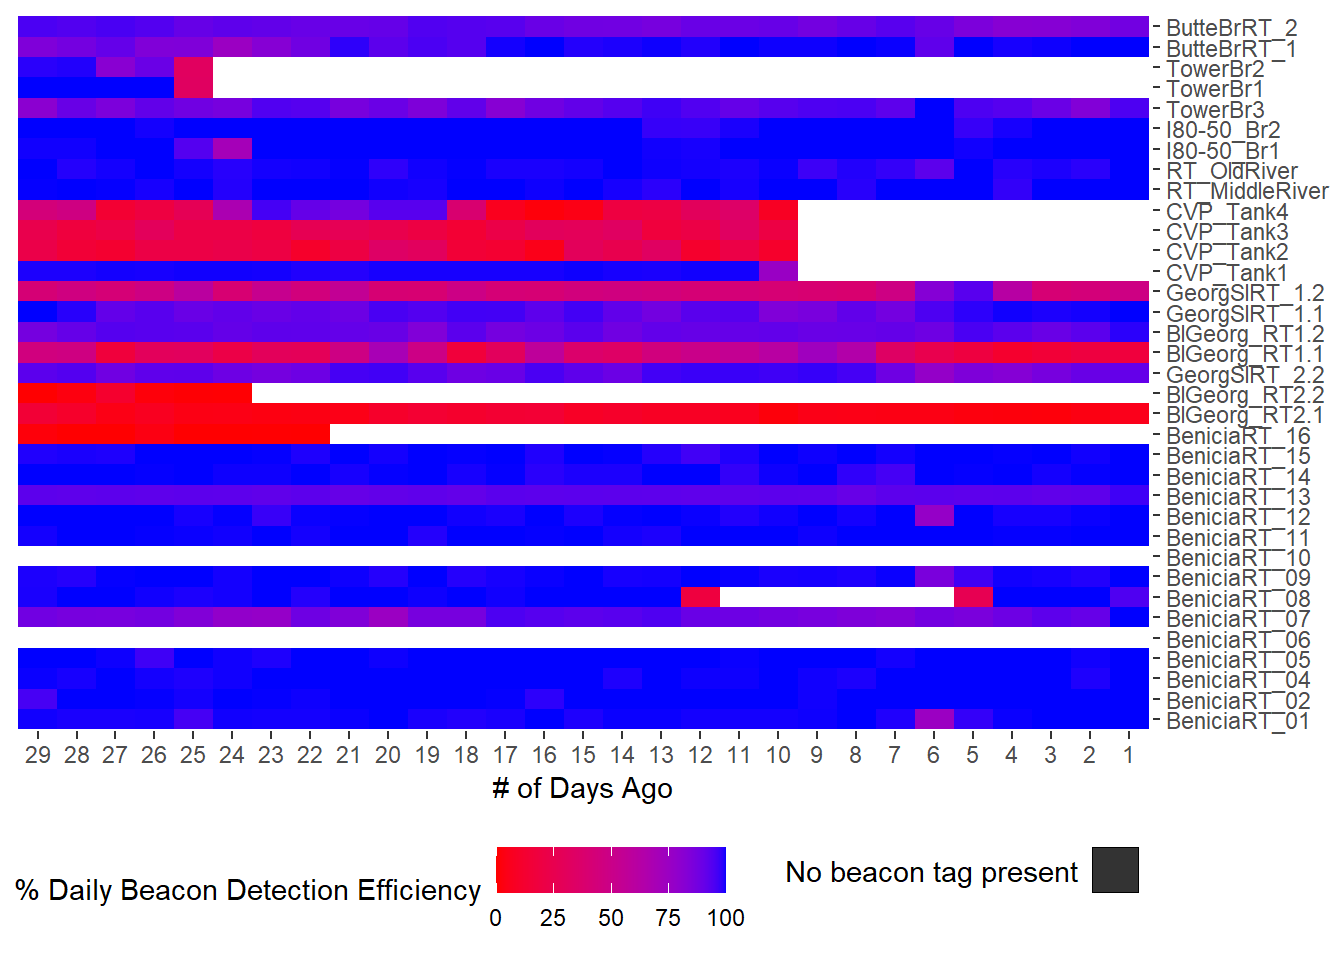 ButteBrRT_2
ButteBrRT_1
TowerBr2
TowerBr1
TowerBr3
I80-50_Br2
I80-50_Br1
RT_OldRiver
RT_MiddleRiver
CVP_Tank4
CVP_Tank3
CVP_Tank2
CVP_Tank1
GeorgSlRT_1.2
GeorgSlRT_1.1
BlGeorg_RT1.2
BlGeorg_RT1.1
GeorgSlRT_2.2
BlGeorg_RT2.2
BlGeorg_RT2.1
BeniciaRT_16
BeniciaRT_15
BeniciaRT_14
BeniciaRT_13
BeniciaRT_12
BeniciaRT_11
BeniciaRT_10
BeniciaRT_09
BeniciaRT_08
BeniciaRT_07
BeniciaRT_06
BeniciaRT_05
BeniciaRT_04
BeniciaRT_02
BeniciaRT_01
29 28 27 26 25 24 23 22 21 20 19 18 17 16 15 14 13 12 11 10 9 8 7 6 5 4 3 2 1
# of Days Ago
% Daily Beacon Detection Efficiency
0 25 50 75 100
No beacon tag present